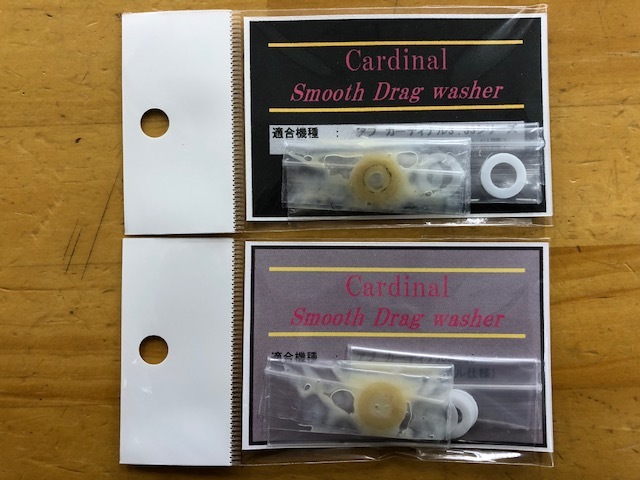 Cardinal
Smooth Drag washer
適合機種 :
Cardinal
Smooth Drag washer
適合機種 :